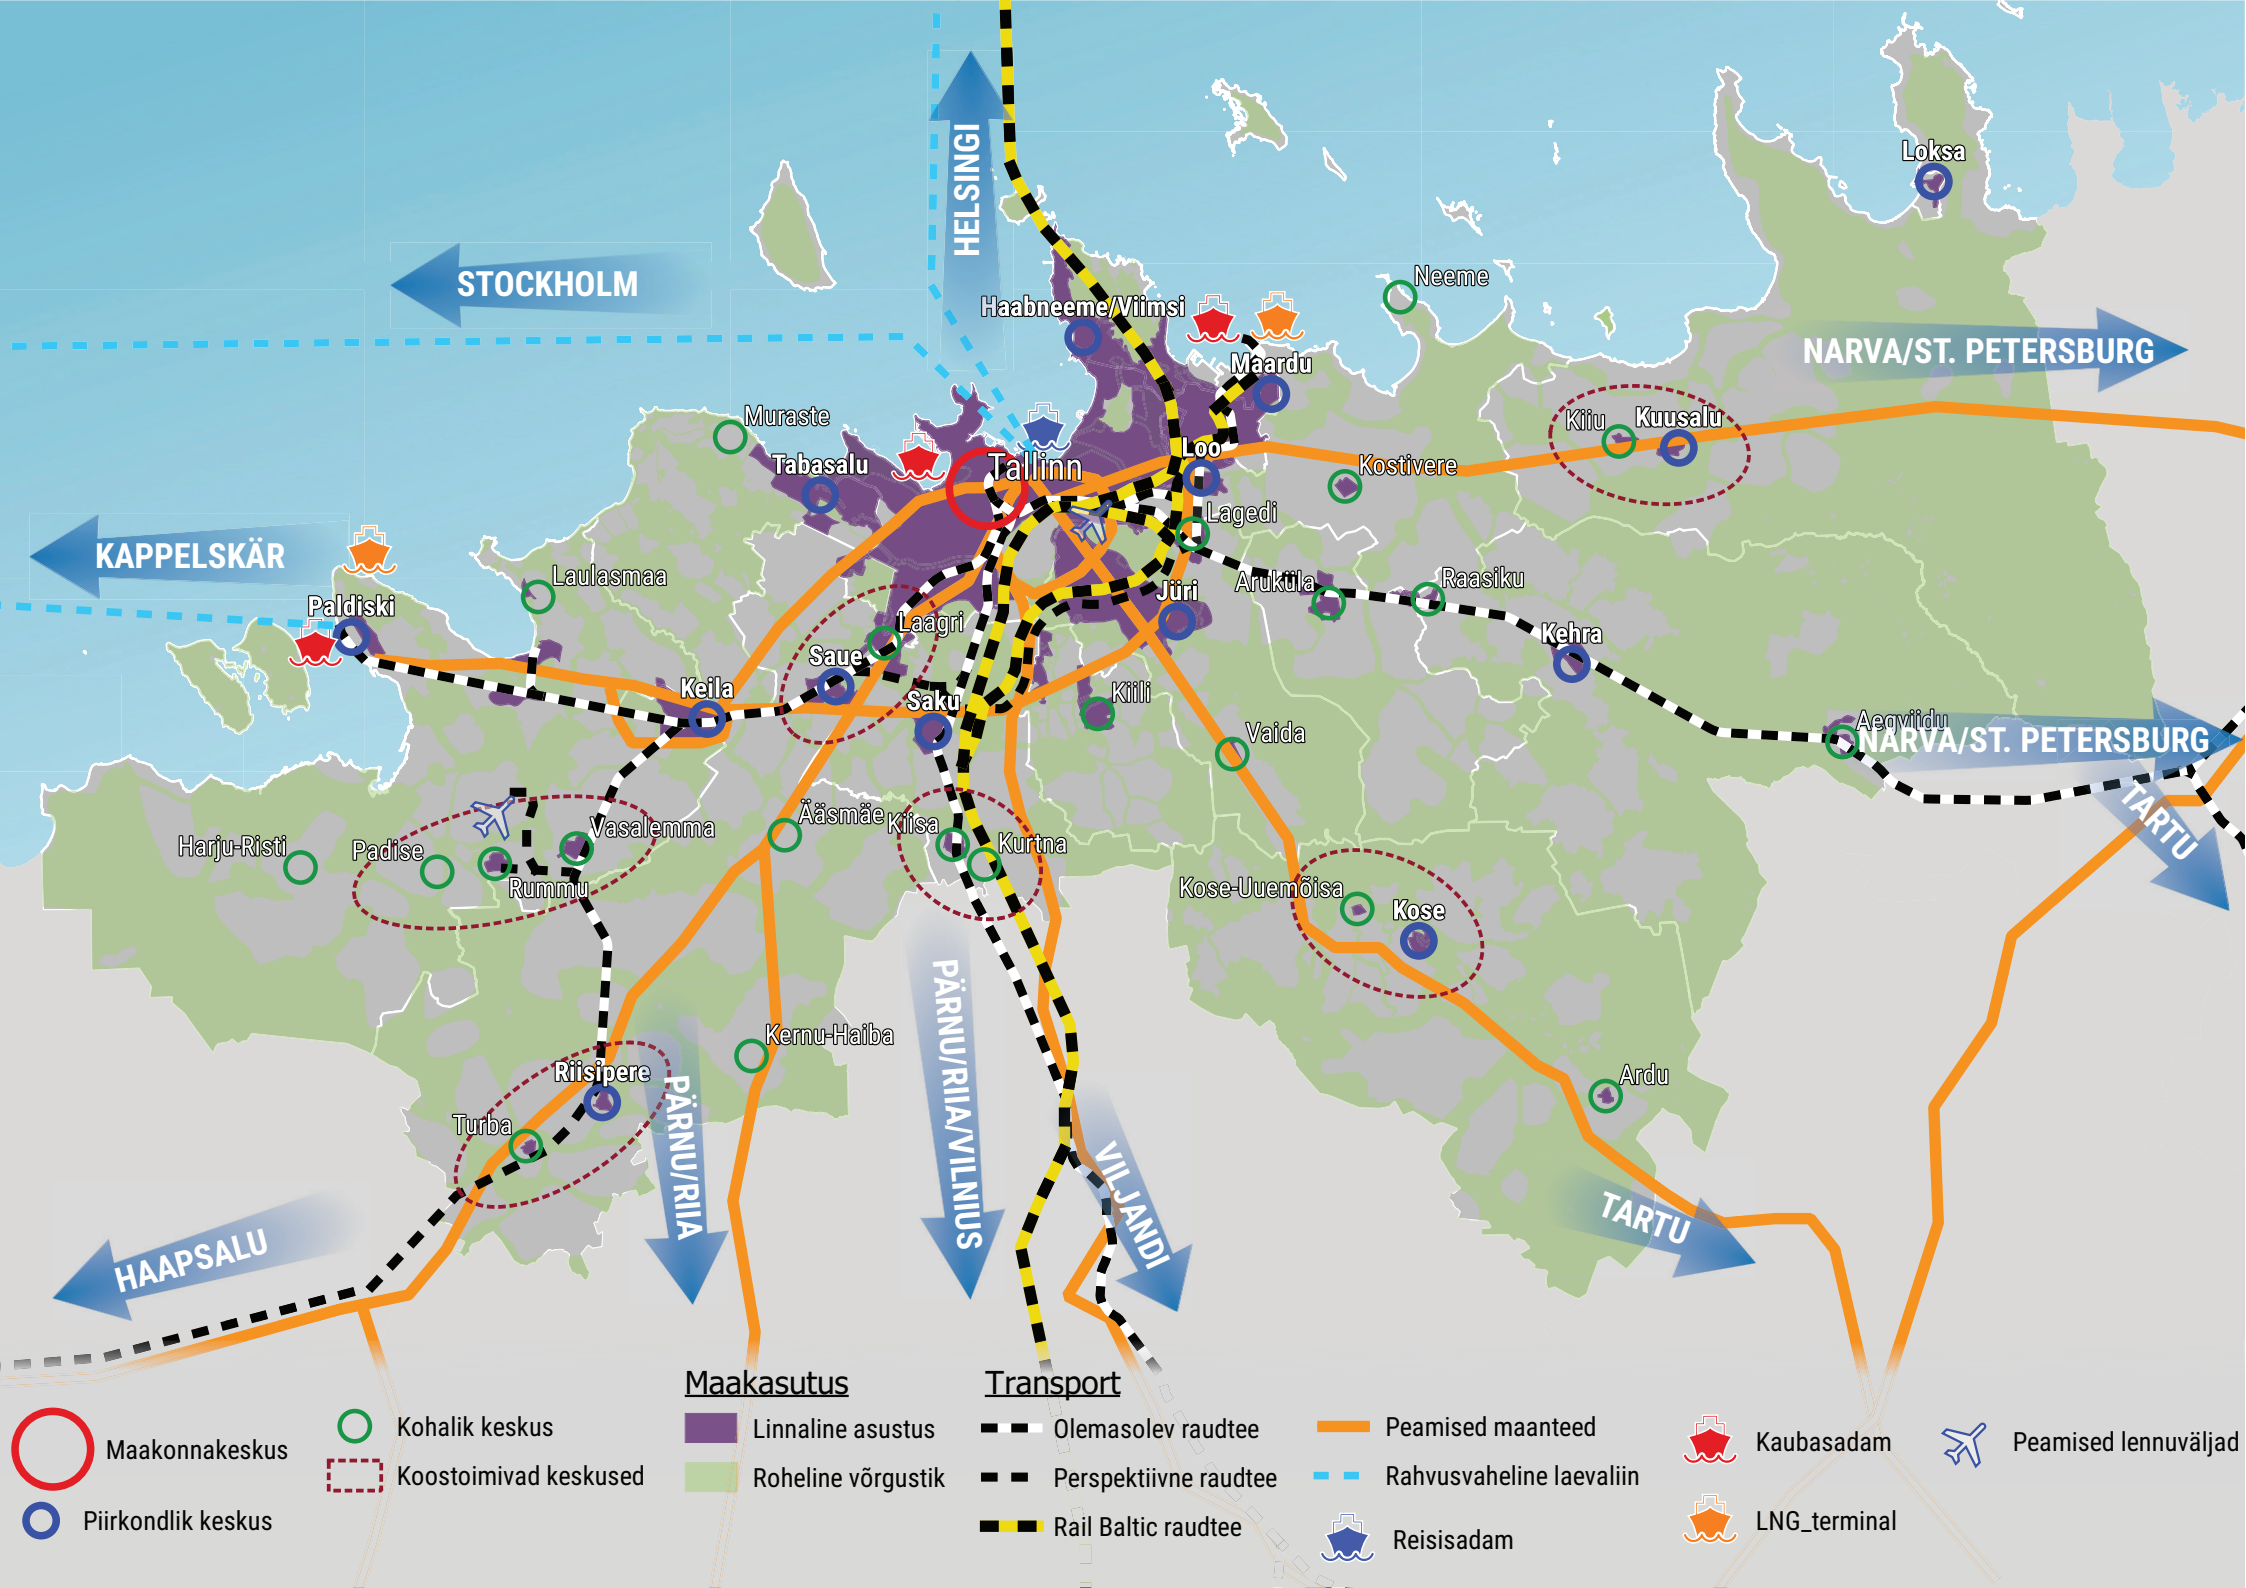 Loksa
HELSINGI
STOCKHOLM
Neeme
Haabneeme/Viimsi
NARVA/ST. PETERSBURG
Maardu
Muraste
Kiiu
Kuusalu
Loo
Tabasalu
Tallinn
Kostivere
Lagedi
KAPPELSKÄR
Laulasmaa
Aruküla
Raasiku
Jüri
Paldiski
Laagri
Kehra
Saue
Keila
Saku
Kiili
Aegviidu
Vaida
NARVA/ST. PETERSBURG
TARTU
Ääsmäe
Kiisa
Vasalemma
Harju-Risti
Padise
Kurtna
Rummu
Kose-Uuemõisa
Kose
PÄRNU/RIIA/VILNIUS
Kernu-Haiba
Riisipere
Ardu
Turba
PÄRNU/RIIA
VILJANDI
TARTU
HAAPSALU
Maakasutus
Transport
Maakonnakeskus
Piirkondlik keskus
Kohalik keskus
Koostoimivad keskused
Linnaline asustus
Roheline võrgustik
Olemasolev raudtee
Perspektiivne raudtee
Rail Baltic raudtee
Peamised maanteed
Rahvusvaheline laevaliin
Reisisadam
Kaubasadam
LNG_terminal
Peamised lennuväljad